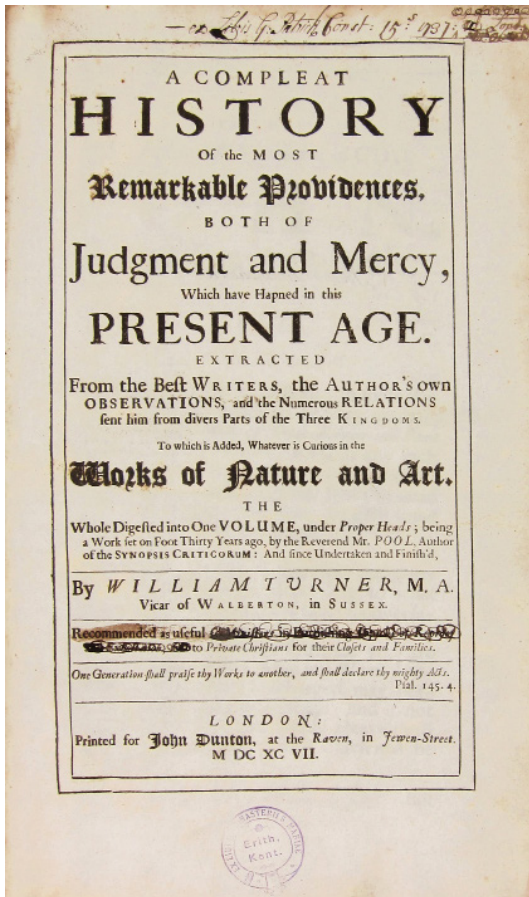 15
1737
A COMPLEAT
HISTORY
Of the MOST
Remarkable Providences,
BOTH OF
Judgment and Mercy,
Which have Hapned in this
PRESENT AGE.
EXTRACTED
From the Beſt WRITERS, the AUTHOR'S own
OBSERVATIONS, and the Numerous RELATIONS
ſent him from divers Parts of the Three KINGDOMS.
To which is Added, Whatever is Curious in the
Works of Nature and Art.
THE
Whole Digeſted into One VOLUME, under Proper Heads; being
a Work ſet on Foot Thirty Years ago, by the Reverend Mr. POOL, Author
of the SYNOPSIS CRITICORUM: And ſince Undertaken and Finiſh'd,
By WILLIAM TURNER, M. A.
Vicar of WALBERTON, in SUSSEX.
Recommended as uſeful
to Private Chriſtians for their Cloſets and Families.
One Generation ſhall praiſe thy Works to another, and ſhall declare thy mighty Acts.
Pſal. 145. 4.
LONDON:
Printed for John Dunton, at the Raven, in Jewen-Street.
M DC XC VII.
Erith,
Kent.